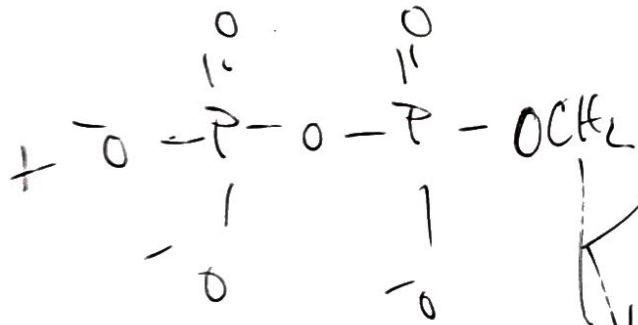 O O
|| ||
+ ⁻O - P - O - P - OCH₂
| |
⁻O ⁻O